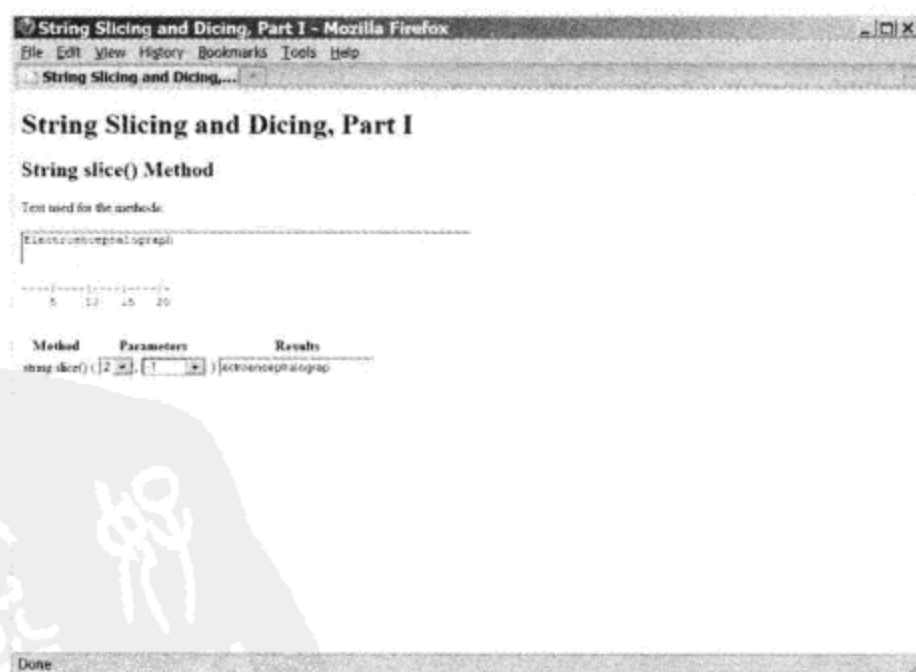 String Slicing and Dicing, Part I - Mozilla Firefox
File Edit View History Bookmarks Tools Help
String Slicing and Dicing,...
String Slicing and Dicing, Part I
String slice() Method
Text used for the methods:
Electroencephalograph
----|----|----|----|-
5 10 15 20
Method Parameters Results
string.slice() ( 2 , -1 ) ectroencephalograp
Done